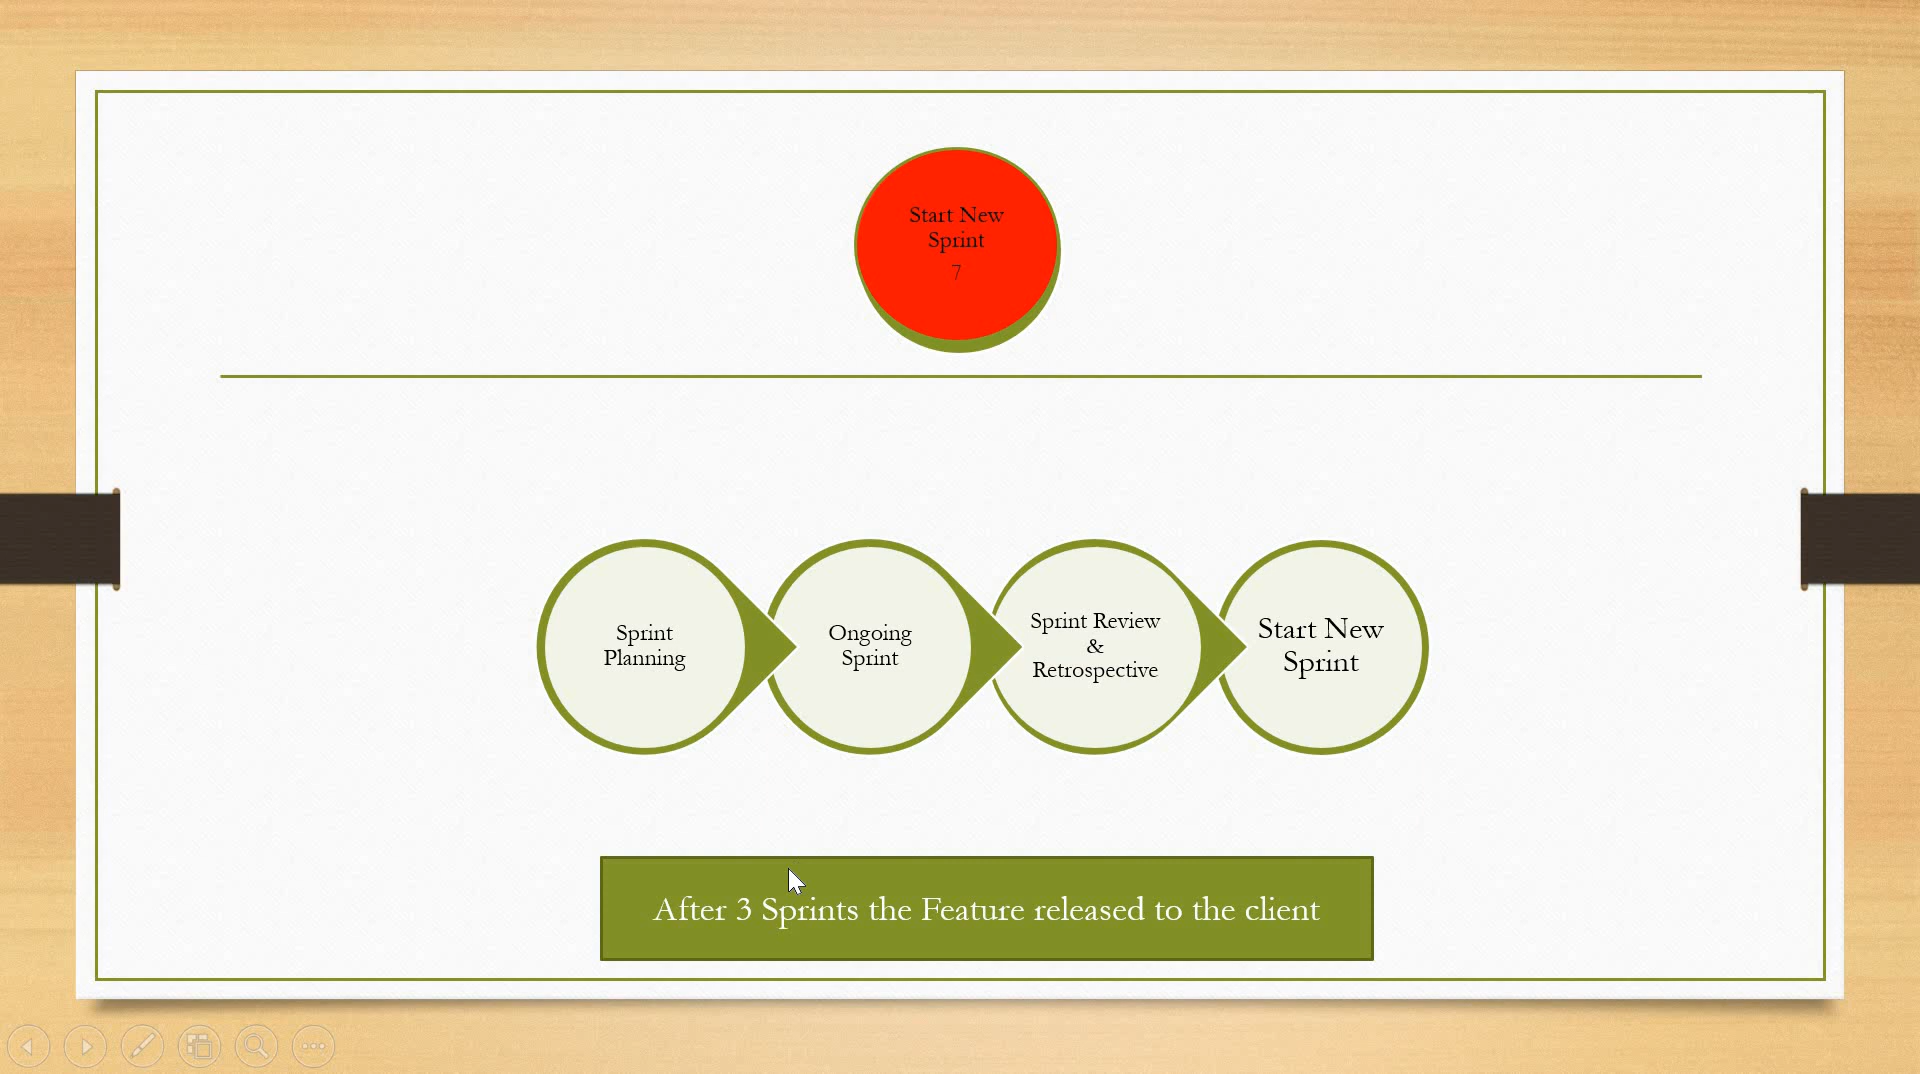 Start New
Sprint
7
Sprint
Planning
Ongoing
Sprint
Sprint Review
&
Retrospective
Start New
Sprint
After 3 Sprints the Feature released to the client